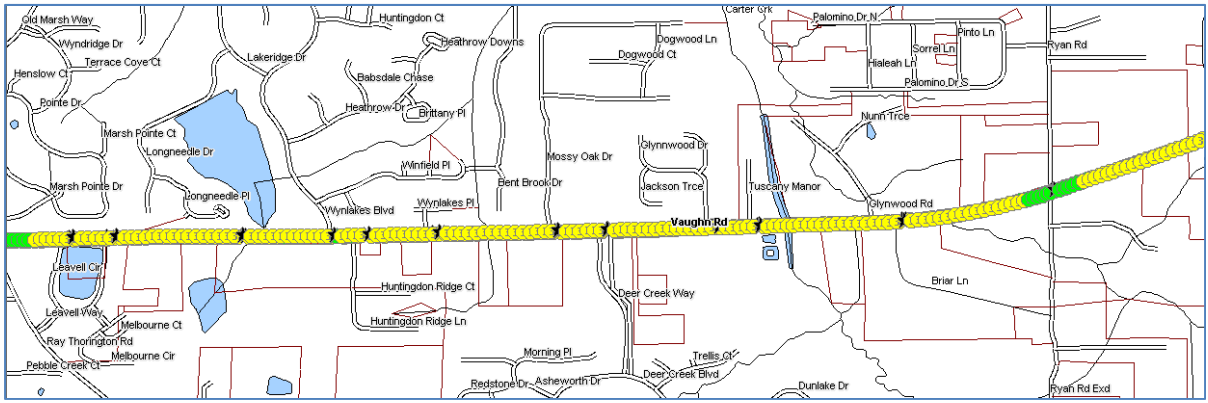 Carter Crk
Old Marsh Way
Huntingdon Ct
Palomino Dr N
Wyndridge Dr
Heathrow Downs
Dogwood Ln
Pinto Ln
Sorrel Ln
Ryan Rd
Terrace Cove Ct
Lakeridge Dr
Dogwood Ct
Hialeah Ln
Henslow Ct
Babsdale Chase
Palomino Dr S
Pointe Dr
Heathrow Dr
Brittany Pl
Nunn Trce
Marsh Pointe Ct
Longneedle Dr
Glynnwood Dr
Mossy Oak Dr
Winfield Pl
Marsh Pointe Dr
Bent Brook Dr
Jackson Trce
Tuscany Manor
Longneedle Pl
Wynlakes Blvd
Wynlakes Pl
Glynwood Rd
Vaughn Rd
Leavell Cir
Briar Ln
Huntingdon Ridge Ct
Deer Creek Way
Leavell Way
Melbourne Ct
Huntingdon Ridge Ln
Ray Thorington Rd
Melbourne Cir
Morning Pl
Trellis Ct
Pebble Creek Ct
Deer Creek Blvd
Redstone Dr
Asheworth Dr
Dunlake Dr
Ryan Rd Exd